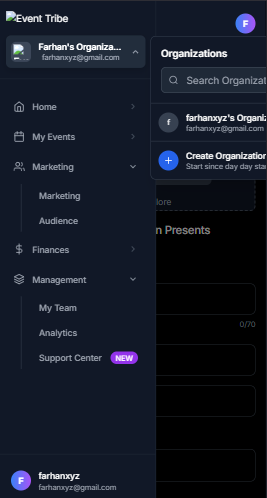 Event Tribe
F
Farhan's Organiza...
farhanxyz@gmail.com
Organizations
Search Organizat
f
farhanxyz's Organiz
farhanxyz@gmail.com
Create Organization
Start since day day sta
Home
My Events
Marketing
Marketing
Audience
Finances
Management
My Team
Analytics
Support Center NEW
n Presents
0/70
F
farhanxyz
farhanxyz@gmail.com